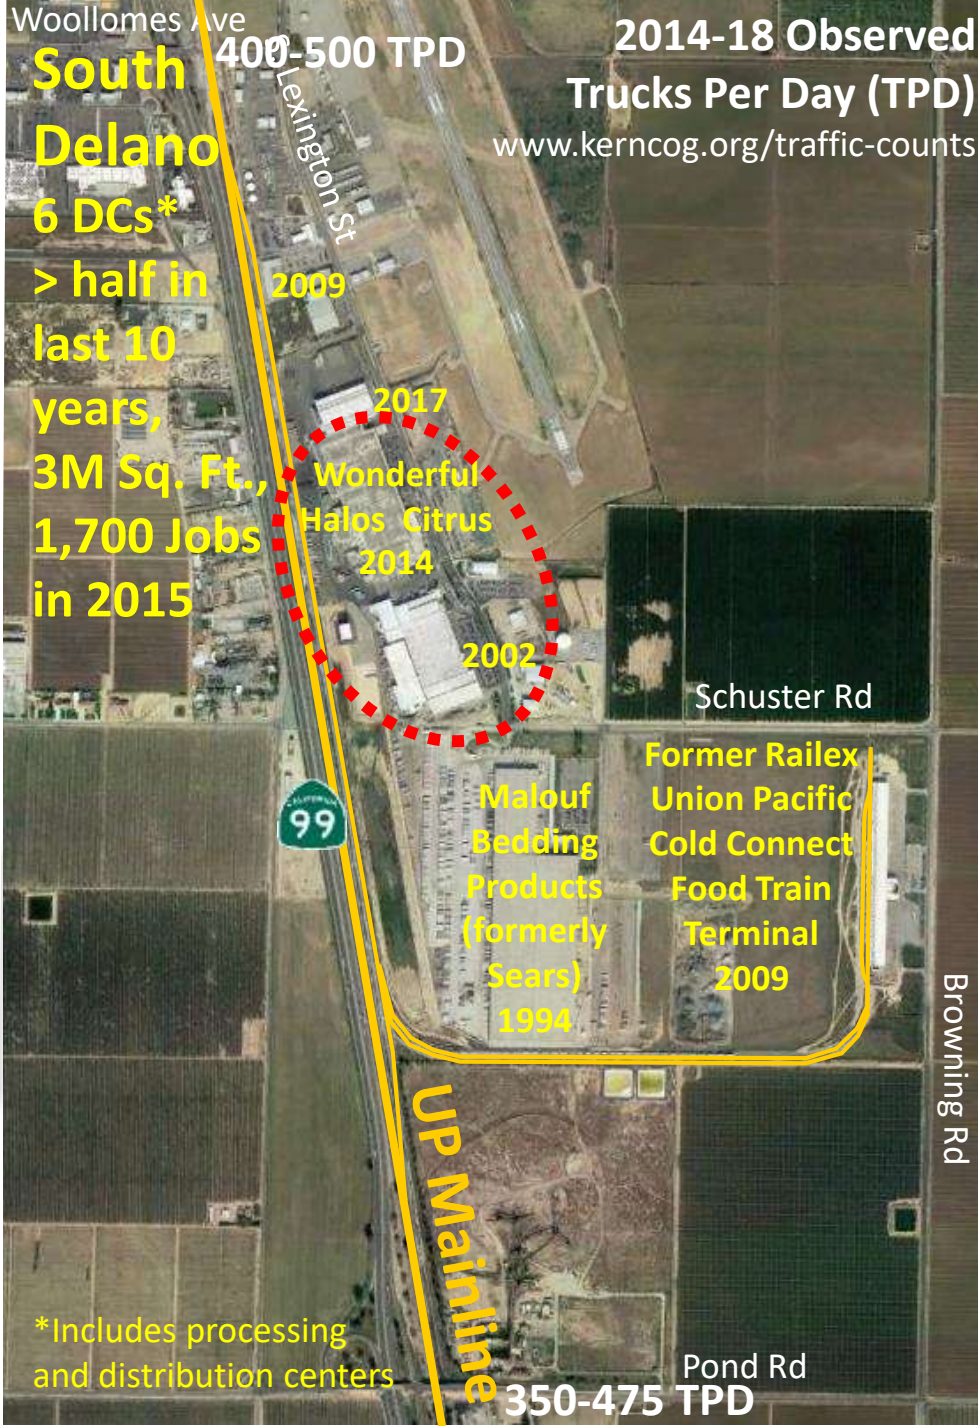 Woollomes Ave
400-500 TPD
S Lexington St
2014-18 Observed
Trucks Per Day (TPD)
www.kerncog.org/traffic-counts
South
Delano
6 DCs*
> half in
last 10
years,
3M Sq. Ft.,
1,700 Jobs
in 2015
2009
2017
Wonderful
Halos Citrus
2014
2002
Schuster Rd
CALIFORNIA
99
Malouf
Bedding
Products
(formerly
Sears)
1994
Former Railex
Union Pacific
Cold Connect
Food Train
Terminal
2009
Browning Rd
UP Mainline
*Includes processing
and distribution centers
Pond Rd
350-475 TPD